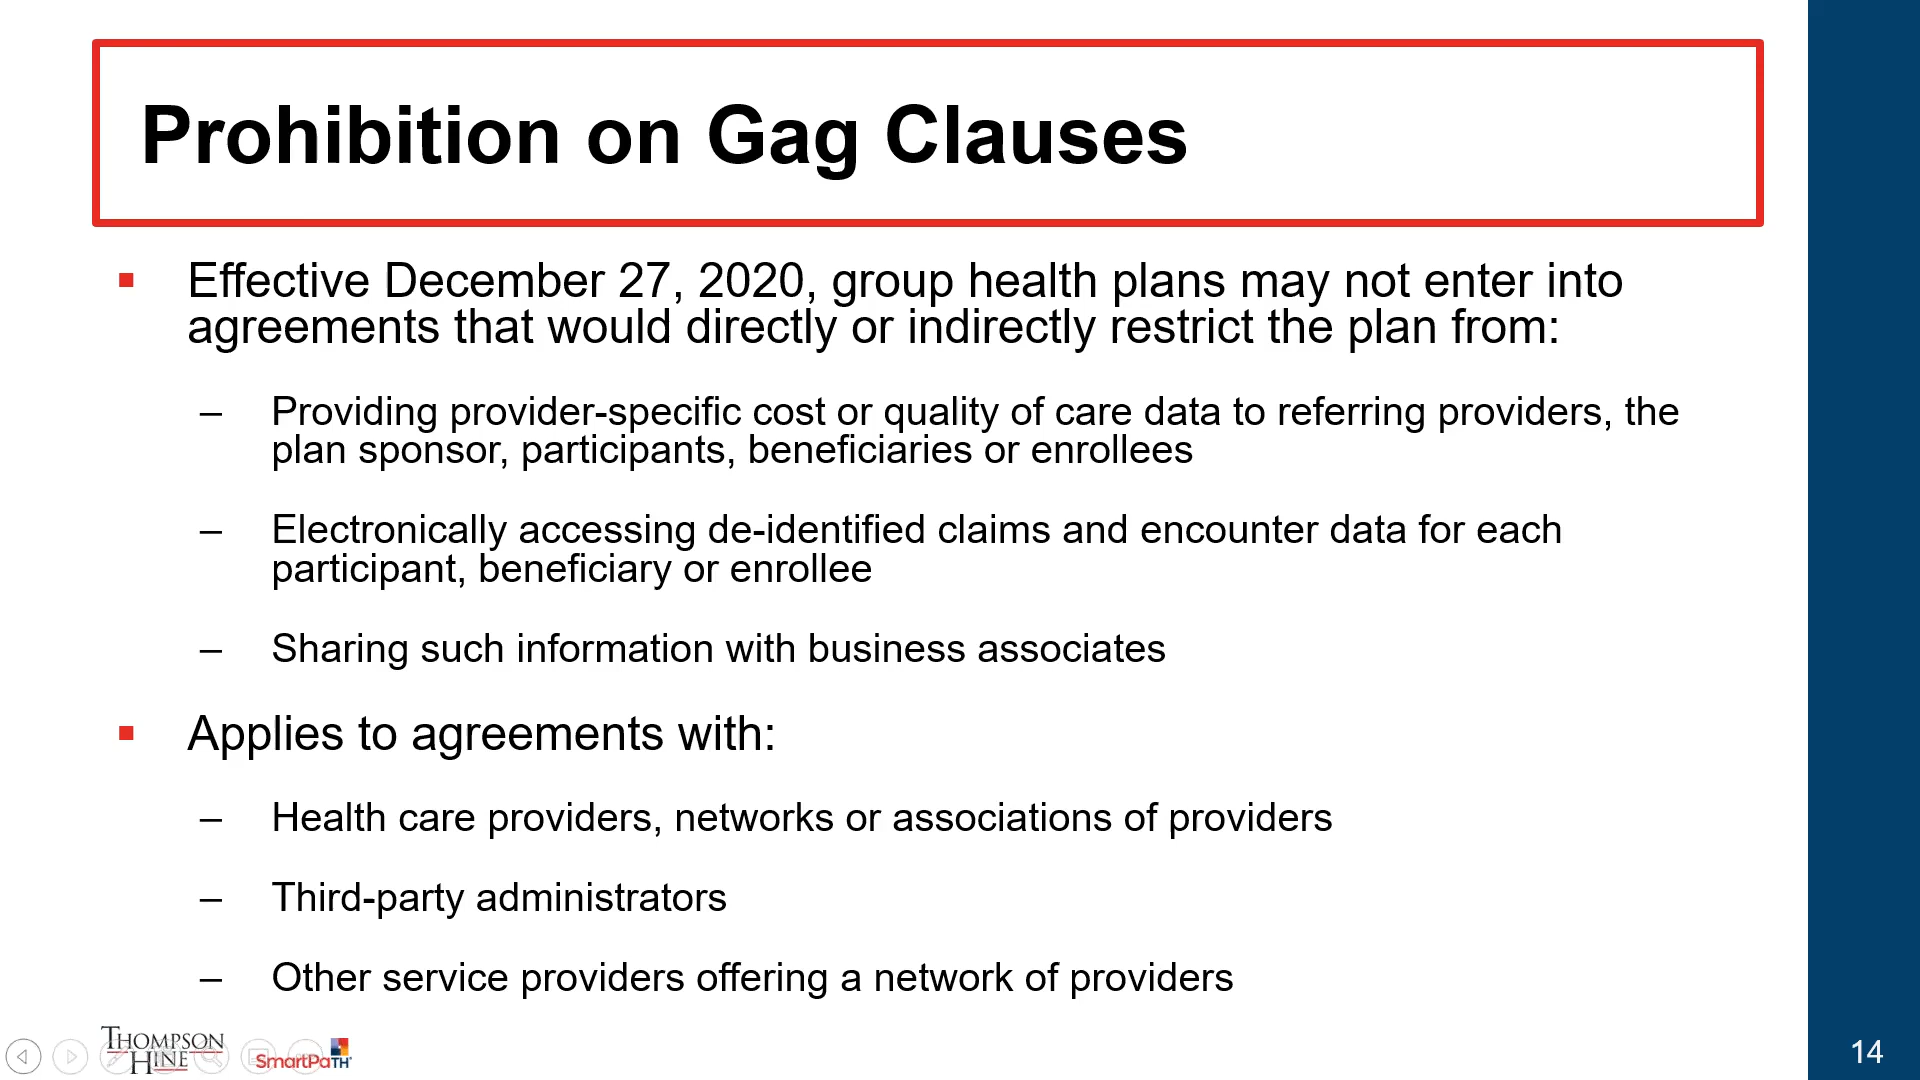 Prohibition on Gag Clauses
▪ Effective December 27, 2020, group health plans may not enter into
agreements that would directly or indirectly restrict the plan from:
– Providing provider-specific cost or quality of care data to referring providers, the
plan sponsor, participants, beneficiaries or enrollees
– Electronically accessing de-identified claims and encounter data for each
participant, beneficiary or enrollee
– Sharing such information with business associates
▪ Applies to agreements with:
– Health care providers, networks or associations of providers
– Third-party administrators
– Other service providers offering a network of providers
THOMPSON
HINE
SmartPaTH
14